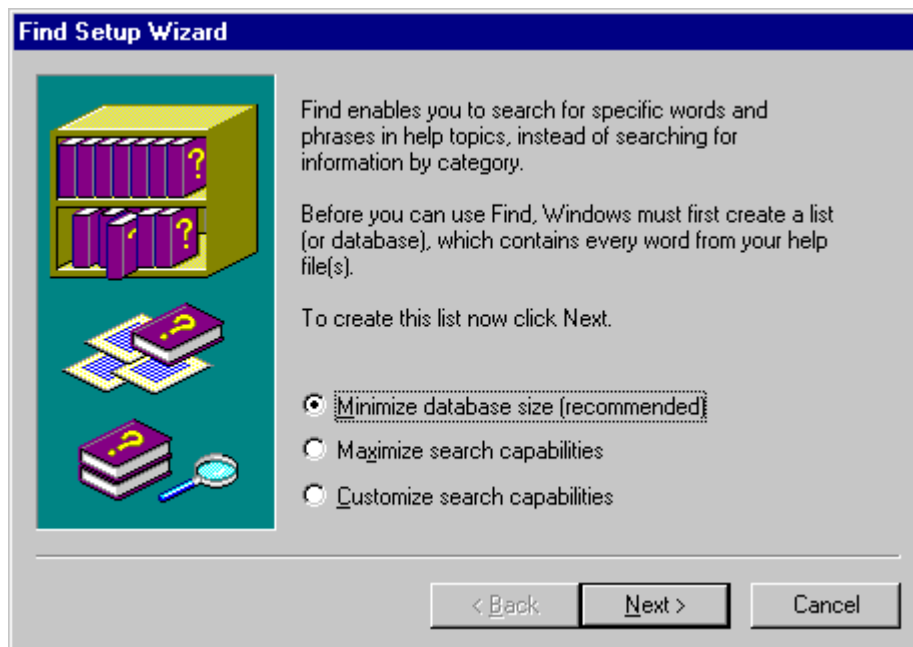 Find Setup Wizard
Find enables you to search for specific words and
phrases in help topics, instead of searching for
information by category.
Before you can use Find, Windows must first create a list
(or database), which contains every word from your help
file(s).
To create this list now click Next.
Minimize database size (recommended)
Maximize search capabilities
Customize search capabilities
< Back
Next >
Cancel